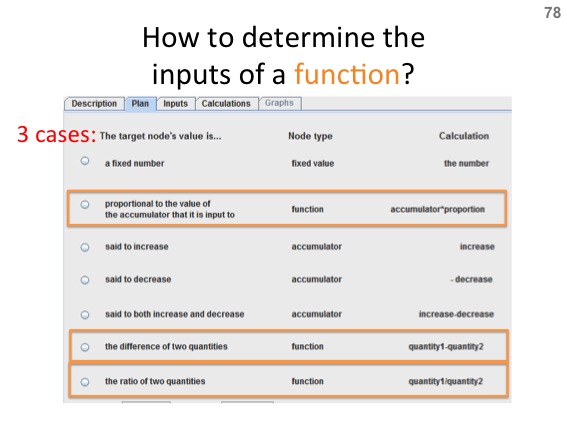 78
How to determine the
inputs of a function?
Description Plan Inputs Calculations Graphs
3 cases: The target node's value is... Node type Calculation
a fixed number fixed value the number
proportional to the value of
the accumulator that it is input to function accumulator*proportion
said to increase accumulator increase
said to decrease accumulator - decrease
said to both increase and decrease accumulator increase-decrease
the difference of two quantities function quantity1-quantity2
the ratio of two quantities function quantity1/quantity2